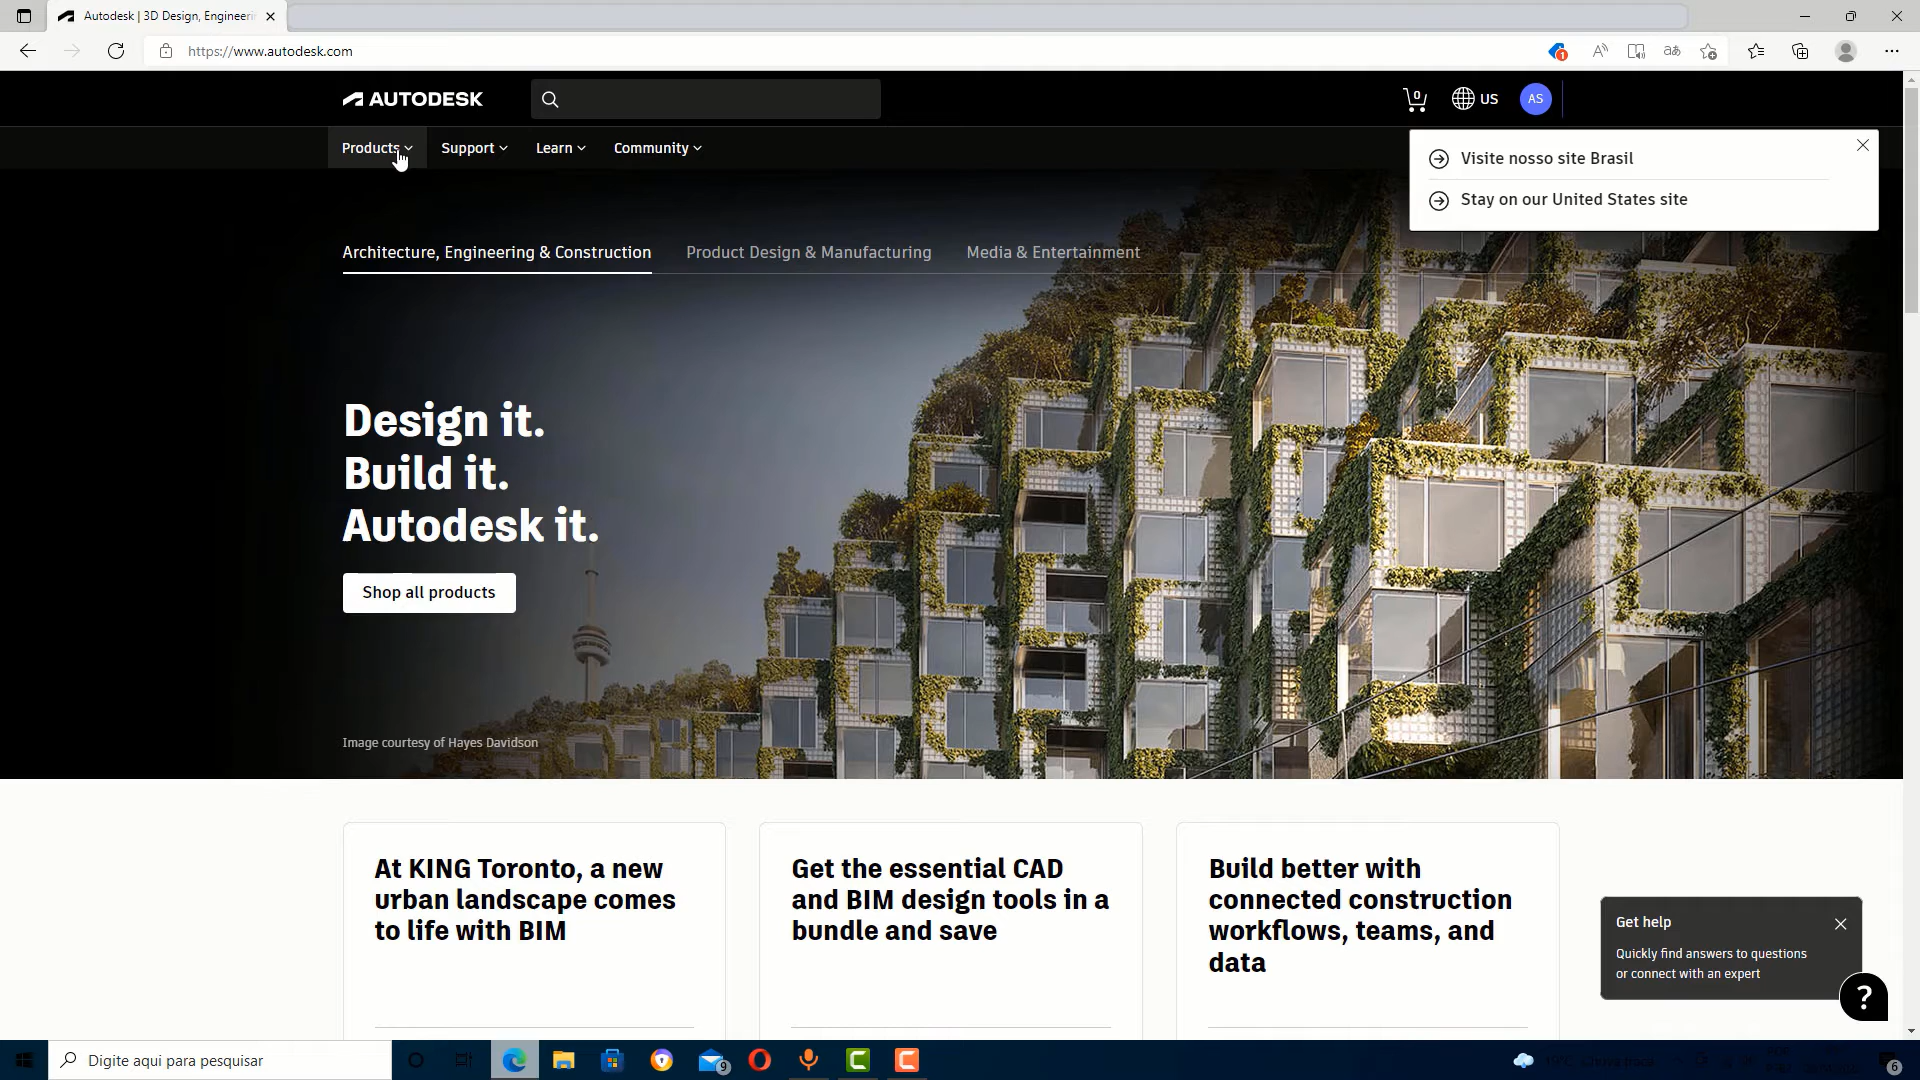 Autodesk | 3D Design, Engineeri
https://www.autodesk.com
1
AUTODESK
0
US
AS
Products
Support
Learn
Community
Visite nosso site Brasil
Stay on our United States site
Architecture, Engineering & Construction
Product Design & Manufacturing
Media & Entertainment
Design it.
Build it.
Autodesk it.
Shop all products
Image courtesy of Hayes Davidson
At KING Toronto, a new
urban landscape comes
to life with BIM
Get the essential CAD
and BIM design tools in a
bundle and save
Build better with
connected construction
workflows, teams, and
data
Get help
Quickly find answers to questions
or connect with an expert
?
Digite aqui para pesquisar
9
6